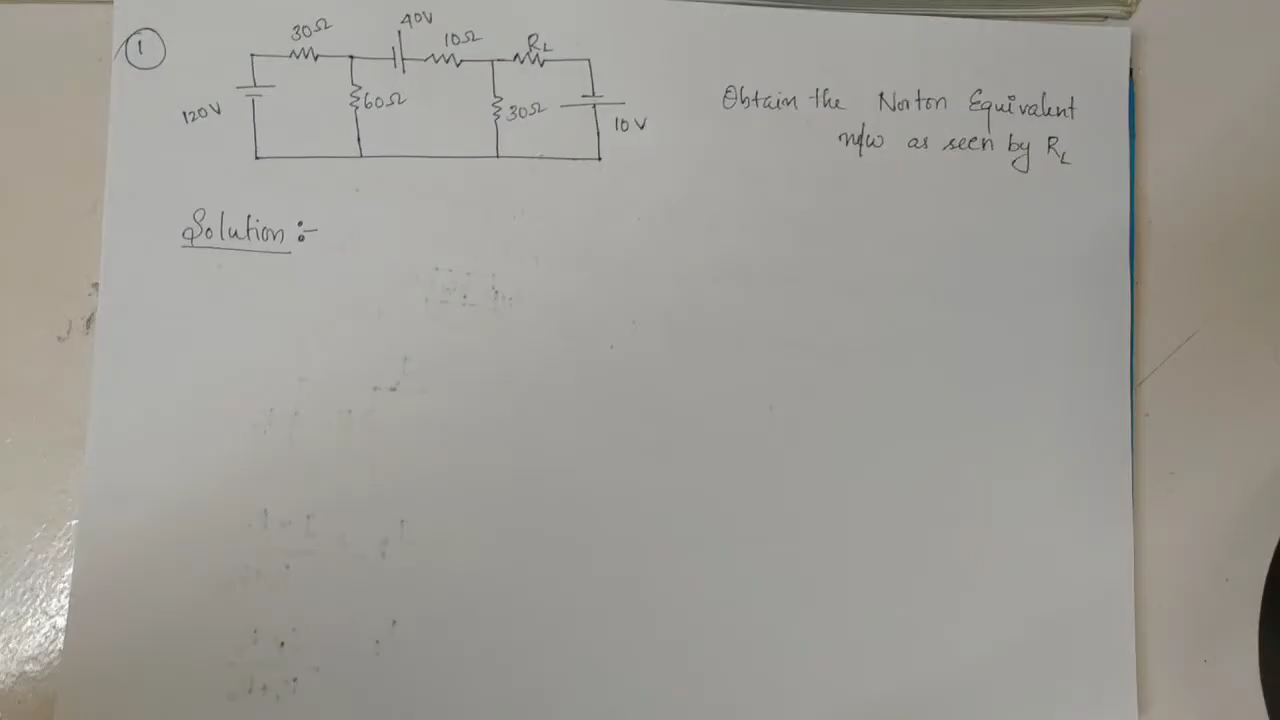 1
30Ω
40V
10Ω
RL
120V
60Ω
30Ω
10V
Obtain the Norton Equivalent
n/w as seen by RL
Solution :-